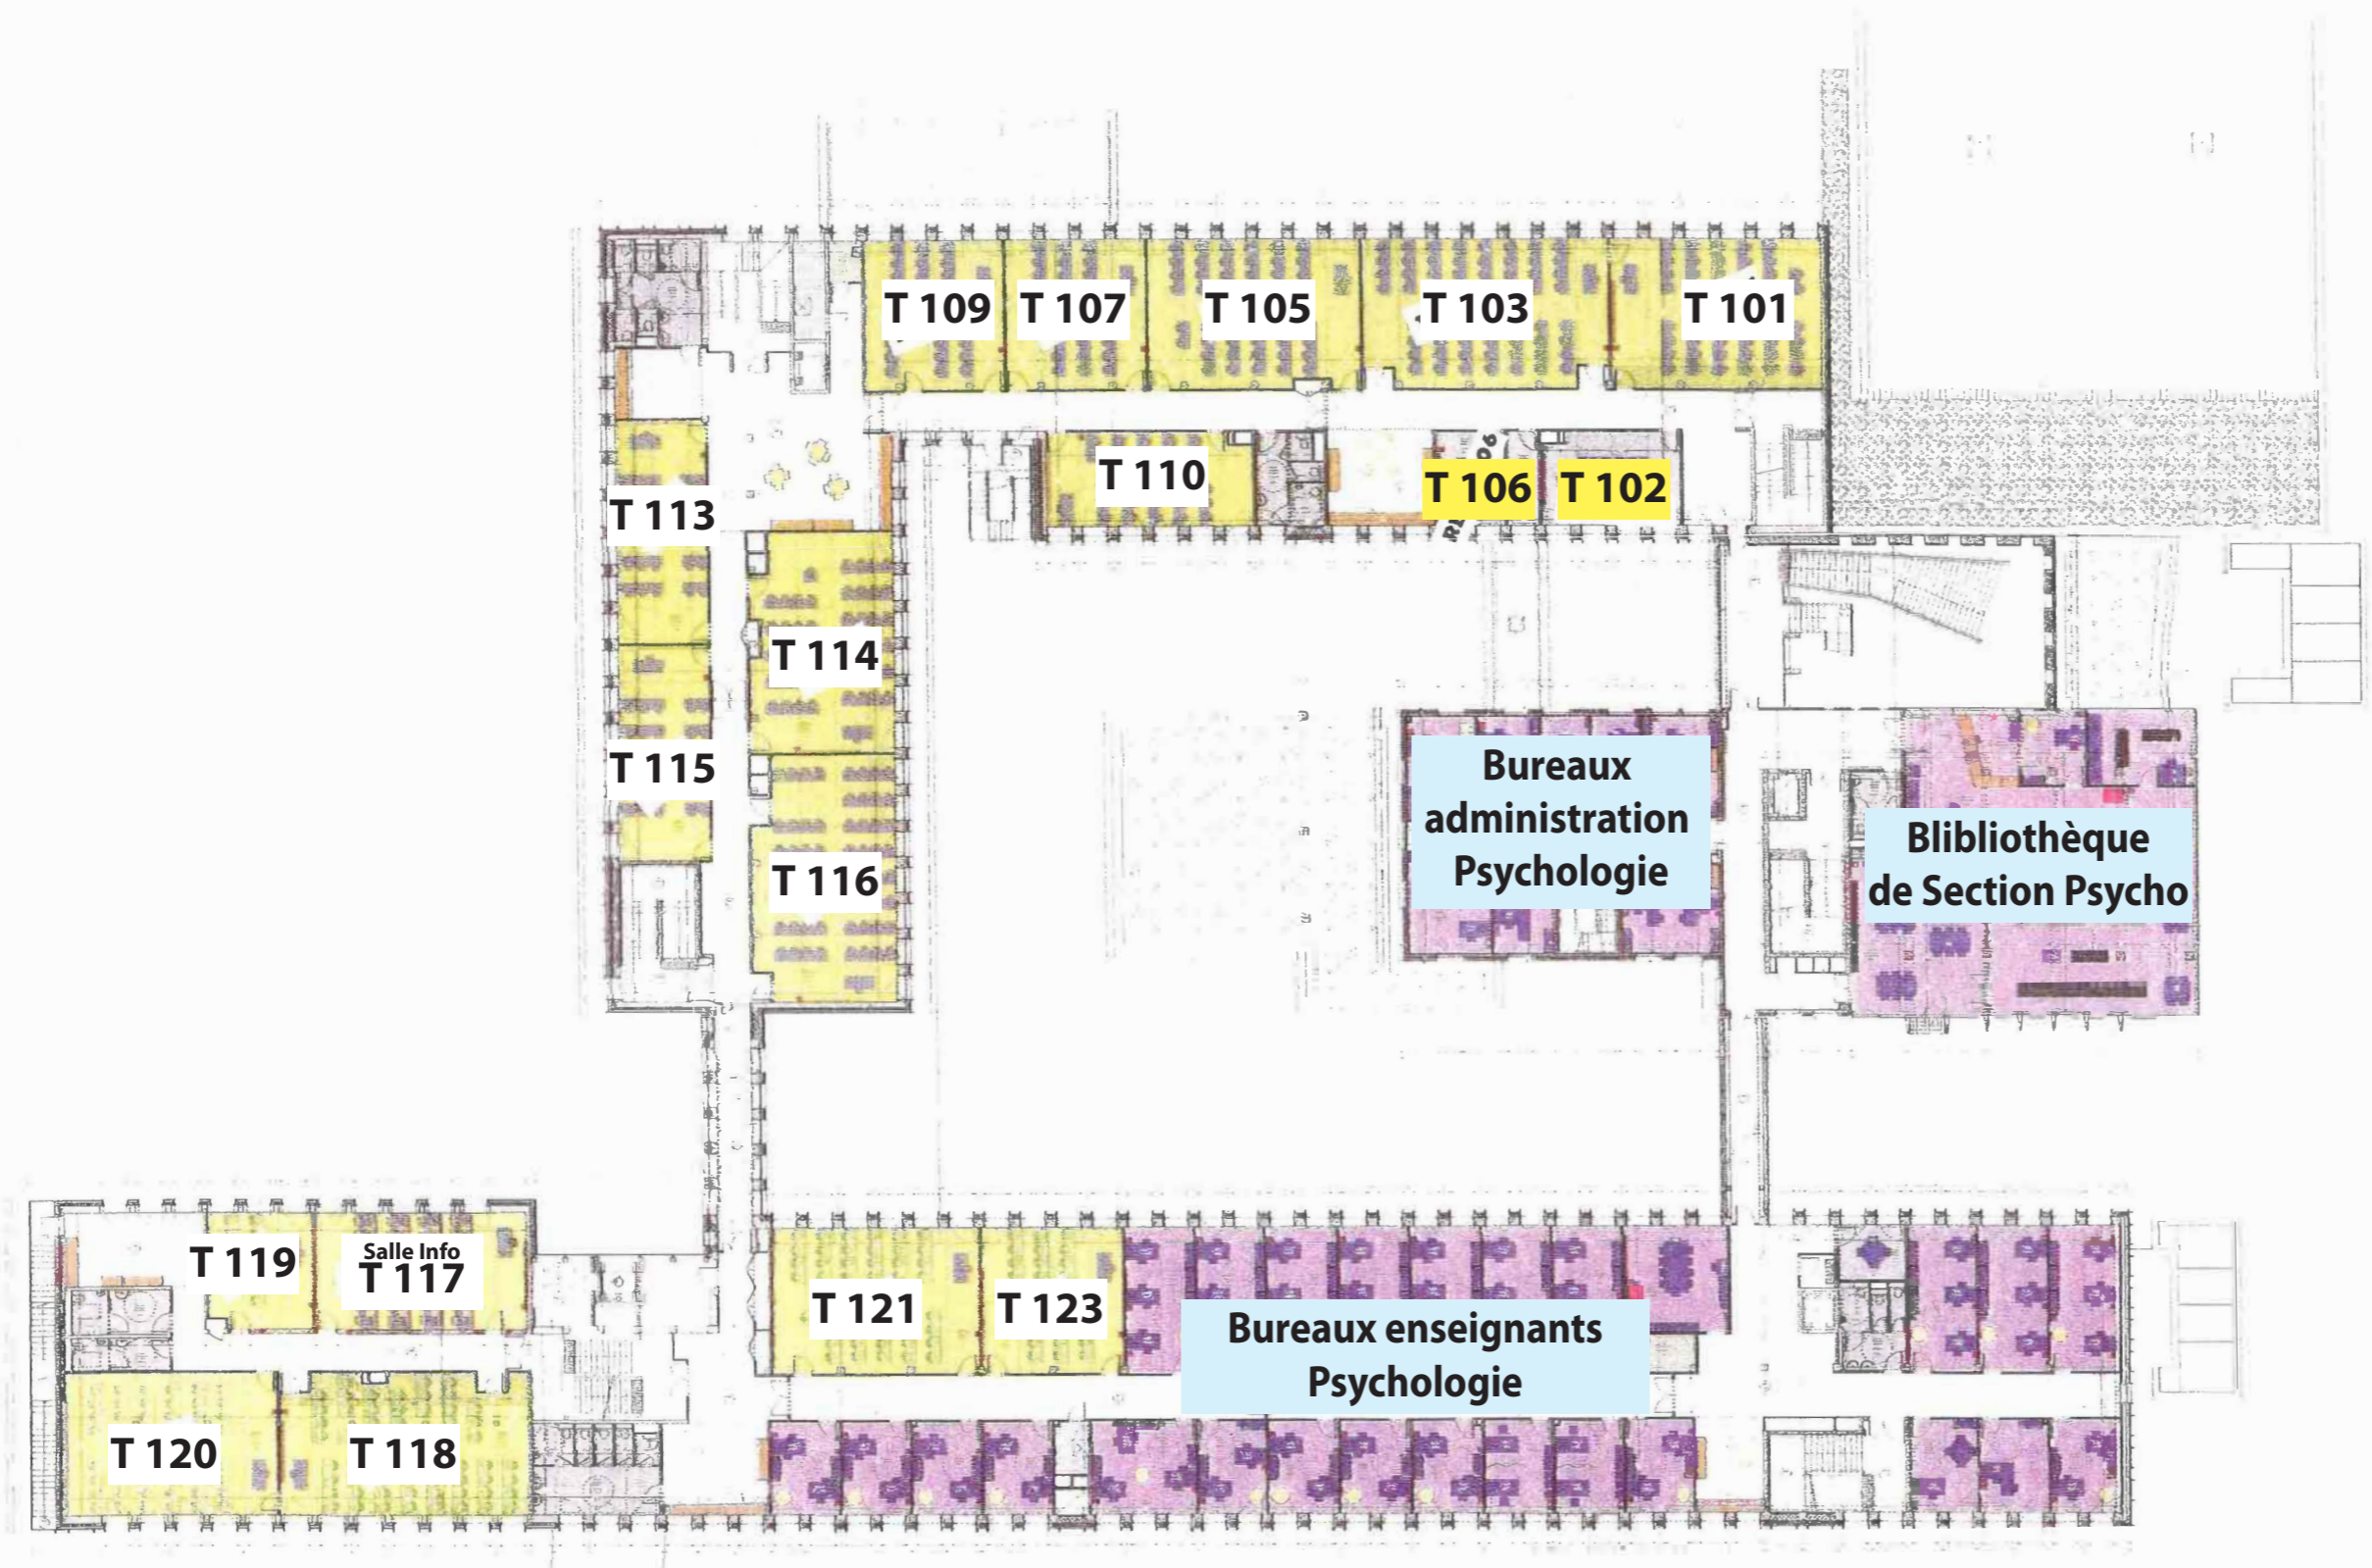 T 109
T 107
T 105
T 103
T 101
T 110
T 106
T 102
T 113
T 114
T 115
T 116
Bureaux
administration
Psychologie
Blibliothèque
de Section Psycho
T 119
Salle Info
T 117
T 121
T 123
Bureaux enseignants
Psychologie
T 120
T 118